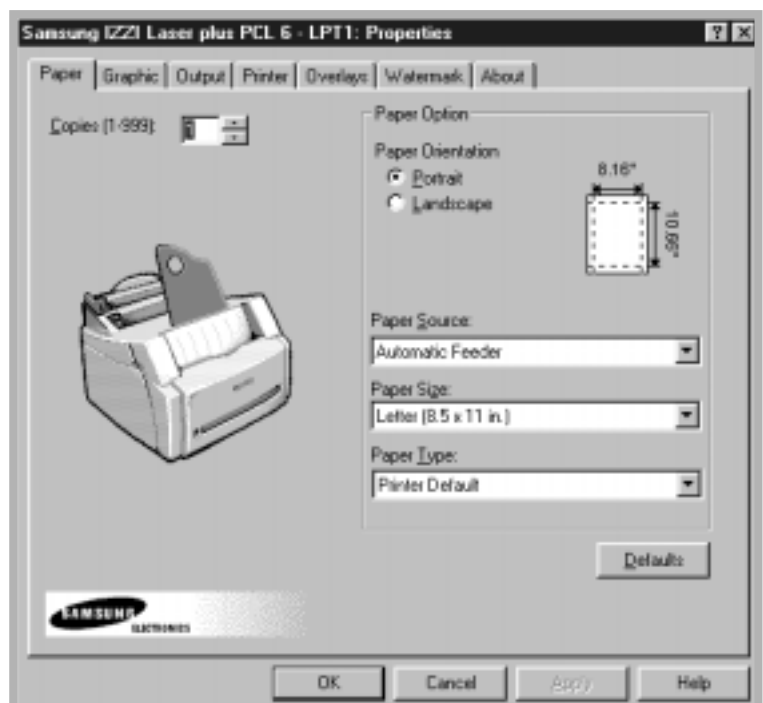 Samsung IZZI Laser plus PCL 6 - LPT1: Properties
? X
Paper Graphic Output Printer Overlays Watermark About
Copies (1-999): 1
Paper Option
Paper Orientation
Portrait
Landscape
8.16"
10.66"
Paper Source:
Automatic Feeder
Paper Size:
Letter (8.5 x 11 in.)
Paper Type:
Printer Default
Defaults
SAMSUNG
ELECTRONICS
OK Cancel Apply Help